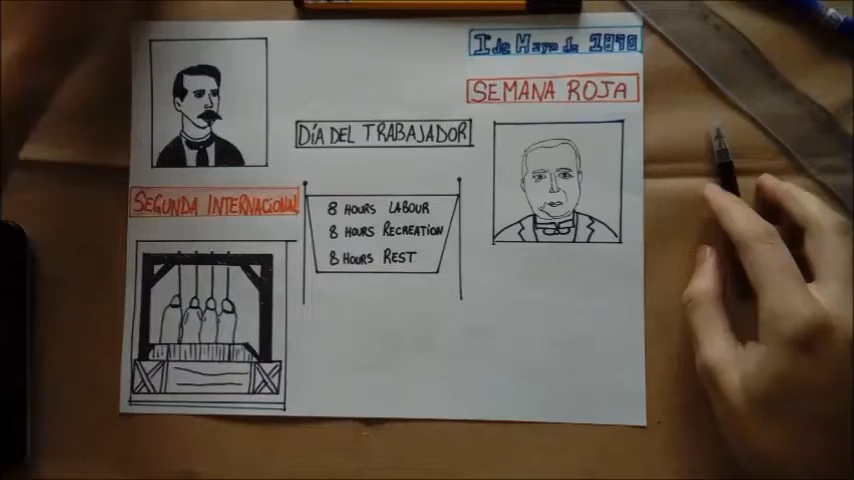 1 de Mayo de 1890
SEMANA ROJA
DÍA DEL TRABAJADOR
SEGUNDA INTERNACIONAL
8 HOURS LABOUR
8 HOURS RECREATION
8 HOURS REST